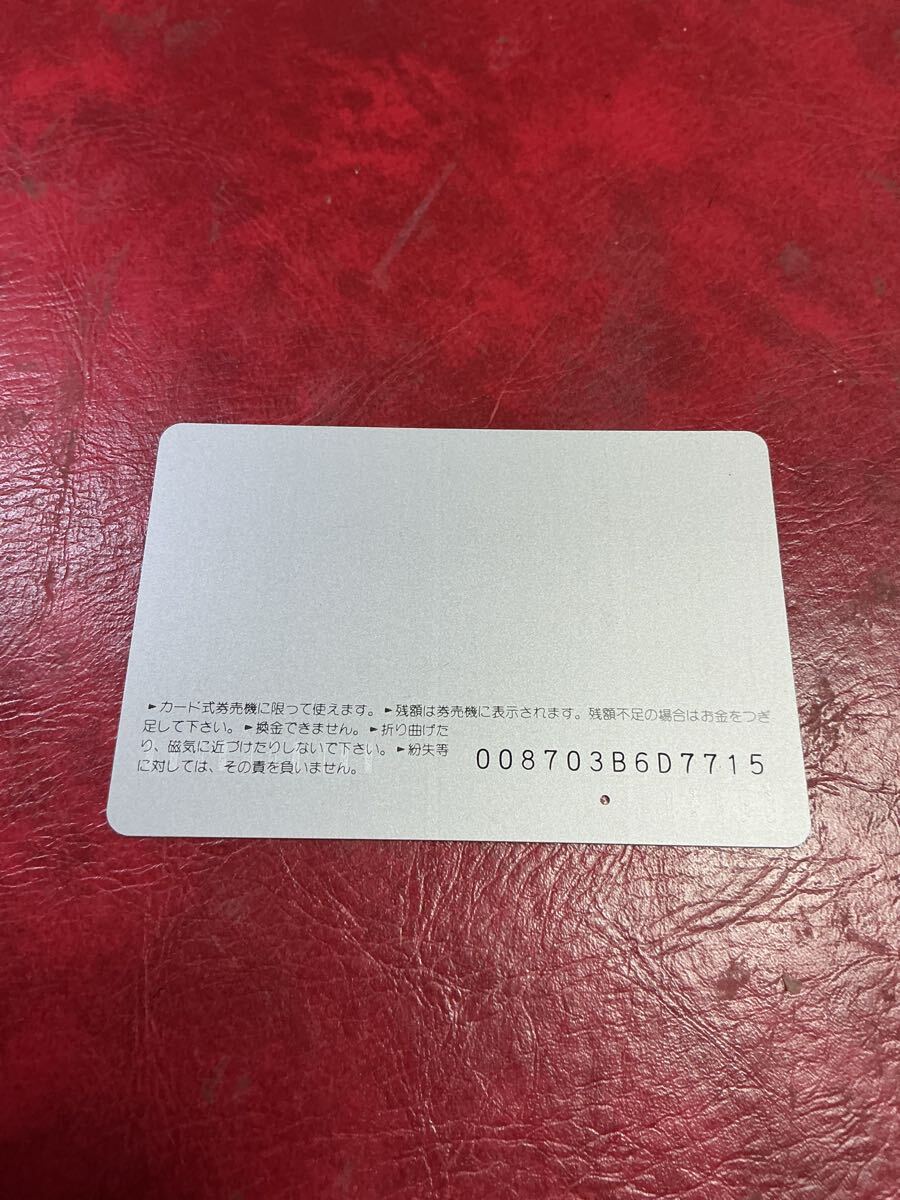 ►カード式券売機に限って使えます。►残額は券売機に表示されます。残額不足の場合はお金をつぎ
足して下さい。►換金できません。►折り曲げた
り、磁気に近づけたりしないで下さい。►紛失等
に対しては、その責を負いません。
008703B6D7715